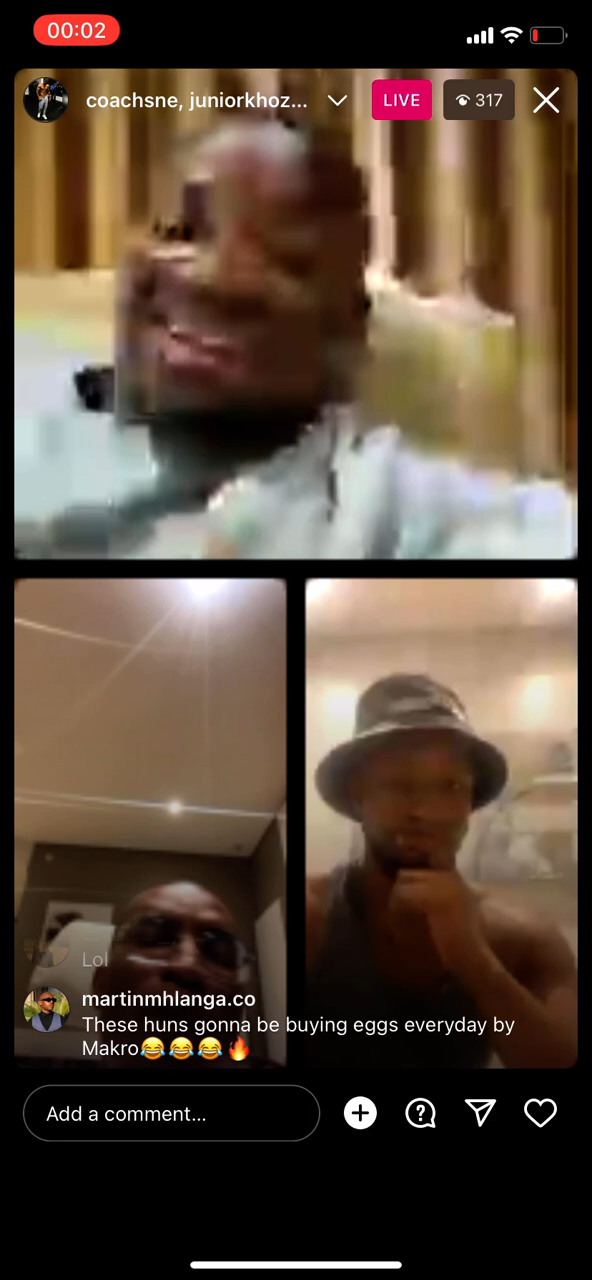 00:02
coachsne, juniorkhoz...
LIVE
317
Lol
martinmhlanga.co
These huns gonna be buying eggs everyday by
Makro😂😂😂🔥
Add a comment...